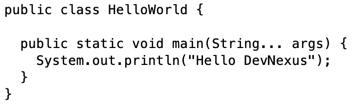 public class HelloWorld {
  public static void main(String... args) {
    System.out.println("Hello DevNexus");
  }
}